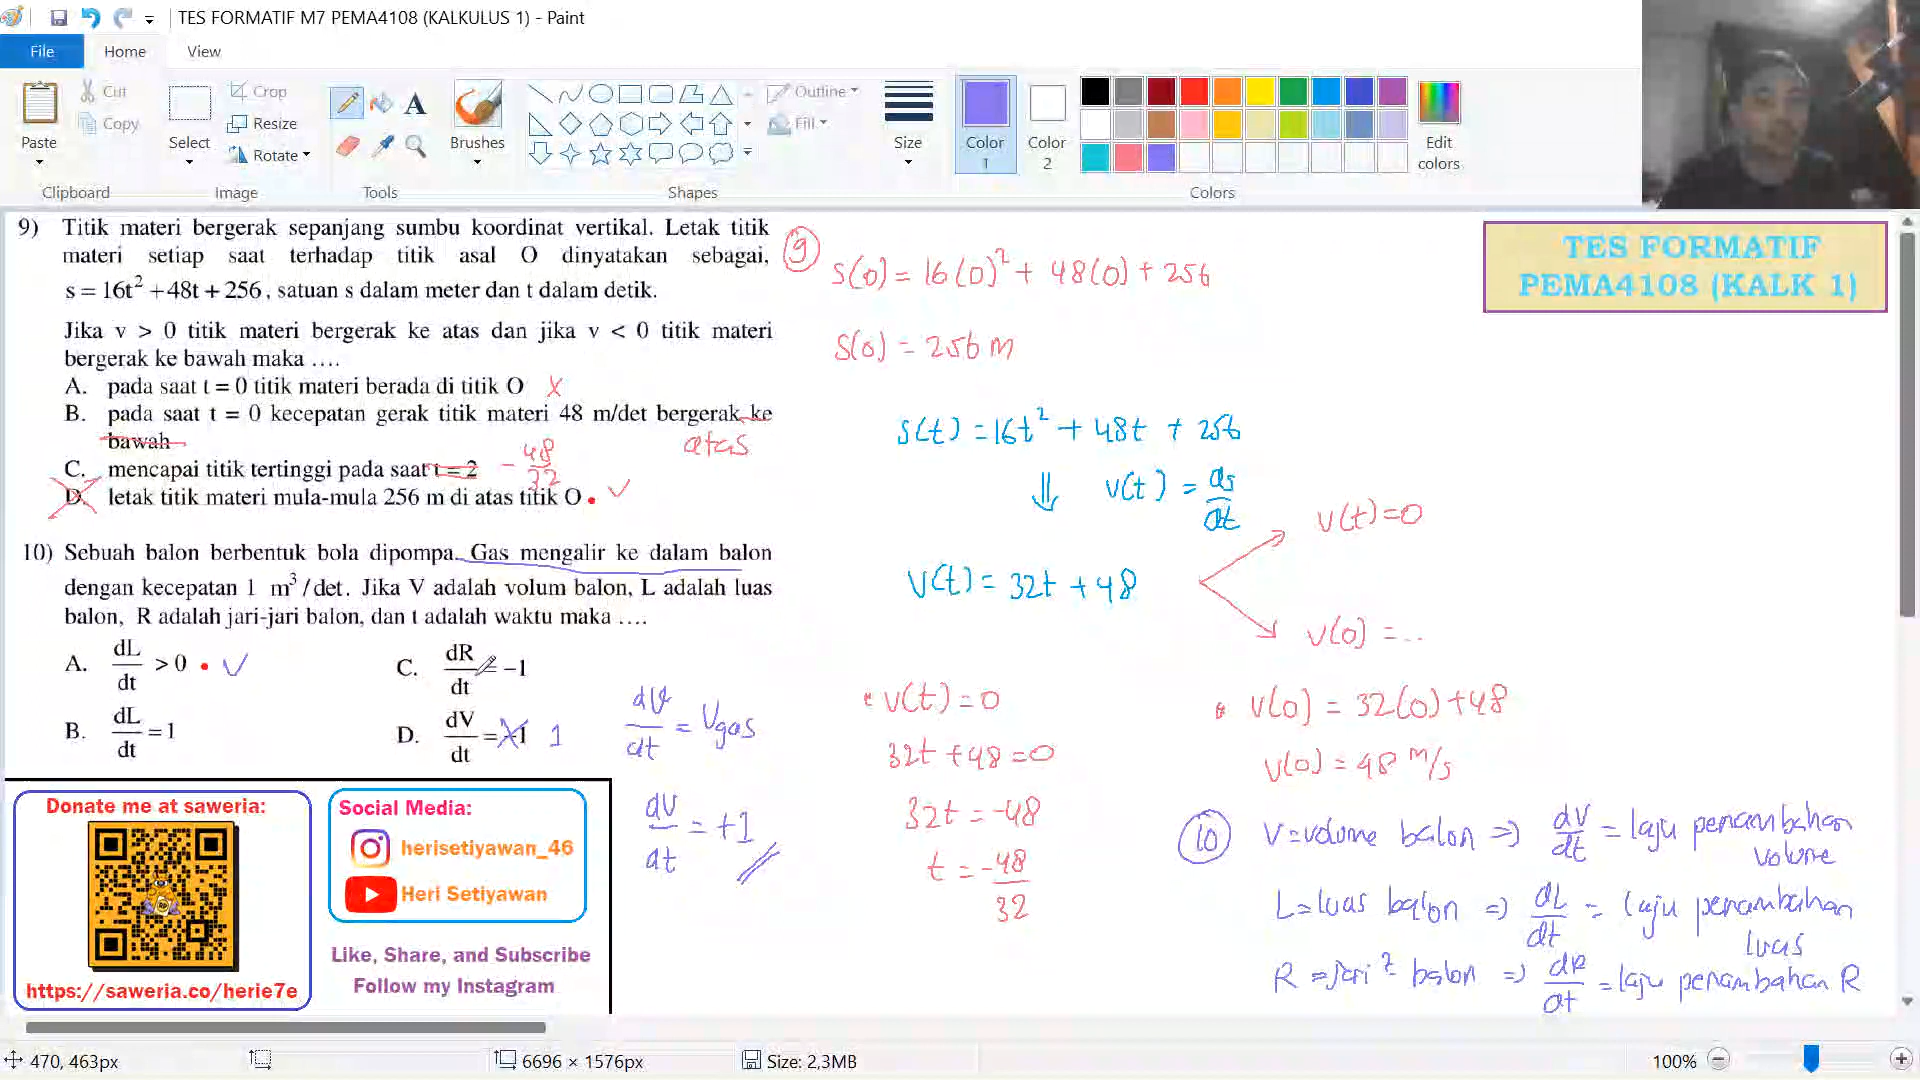 TES FORMATIF M7 PEMA4108 (KALKULUS 1) - Paint
File Home View
Paste Cut Copy Clipboard
Select Crop Resize Rotate Image
A Tools
Brushes
Outline Fill Shapes
Size
Color 1 Color 2 Edit colors Colors
9) Titik materi bergerak sepanjang sumbu koordinat vertikal. Letak titik
materi setiap saat terhadap titik asal O dinyatakan sebagai,
s = 16t² + 48t + 256, satuan s dalam meter dan t dalam detik.
Jika v > 0 titik materi bergerak ke atas dan jika v < 0 titik materi
bergerak ke bawah maka ….
A. pada saat t = 0 titik materi berada di titik O x
B. pada saat t = 0 kecepatan gerak titik materi 48 m/det bergerak ke
bawah atas
C. mencapai titik tertinggi pada saat t = 2 -48/32
D. letak titik materi mula-mula 256 m di atas titik O
10) Sebuah balon berbentuk bola dipompa. Gas mengalir ke dalam balon
dengan kecepatan 1 m³/det. Jika V adalah volum balon, L adalah luas
balon, R adalah jari-jari balon, dan t adalah waktu maka ….
A. dL/dt > 0
B. dL/dt = 1
C. dR/dt = −1
D. dV/dt = −1 1
dV/dt = Vgas
dV/dt = +1
9
s(0) = 16(0)² + 48(0) + 256
s(0) = 256 m
s(t) = 16t² + 48t + 256
⇓ v(t) = ds/dt
v(t) = 32t + 48
v(t) = 0
v(0) = ...
v(t) = 0
32t + 48 = 0
32t = -48
t = -48/32
v(0) = 32(0) + 48
v(0) = 48 m/s
10 V = volume balon ⇒ dV/dt = laju penambahan
volume
L = luas balon ⇒ dL/dt = laju penambahan
luas
R = jari² balon ⇒ dR/dt = laju penambahan R
TES FORMATIF
PEMA4108 (KALK 1)
Donate me at saweria:
https://saweria.co/herie7e
Social Media:
herisetiyawan_46
Heri Setiyawan
Like, Share, and Subscribe
Follow my Instagram
470, 463px 6696 × 1576px Size: 2,3MB 100%